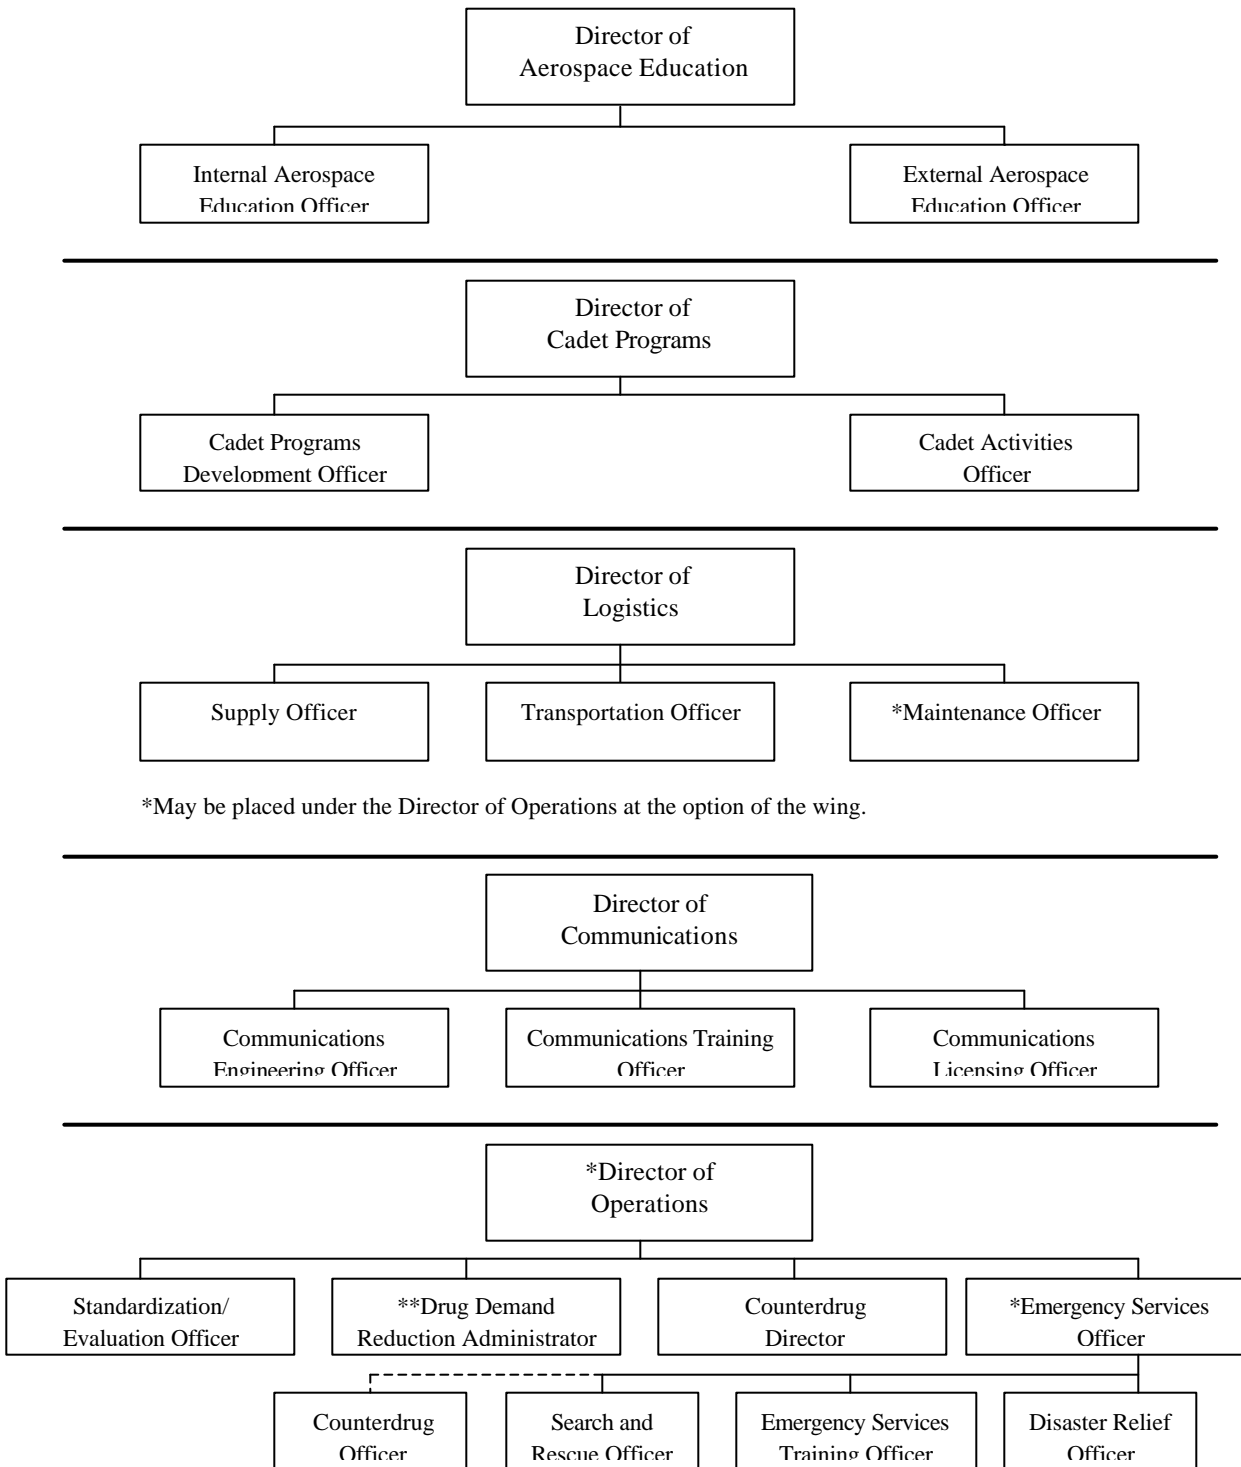 Director of
Aerospace Education
Internal Aerospace
Education Officer
External Aerospace
Education Officer
Director of
Cadet Programs
Cadet Programs
Development Officer
Cadet Activities
Officer
Director of
Logistics
Supply Officer
Transportation Officer
*Maintenance Officer
*May be placed under the Director of Operations at the option of the wing.
Director of
Communications
Communications
Engineering Officer
Communications Training
Officer
Communications
Licensing Officer
*Director of
Operations
Standardization/
Evaluation Officer
**Drug Demand
Reduction Administrator
Counterdrug
Director
*Emergency Services
Officer
Counterdrug
Officer
Search and
Rescue Officer
Emergency Services
Training Officer
Disaster Relief
Officer